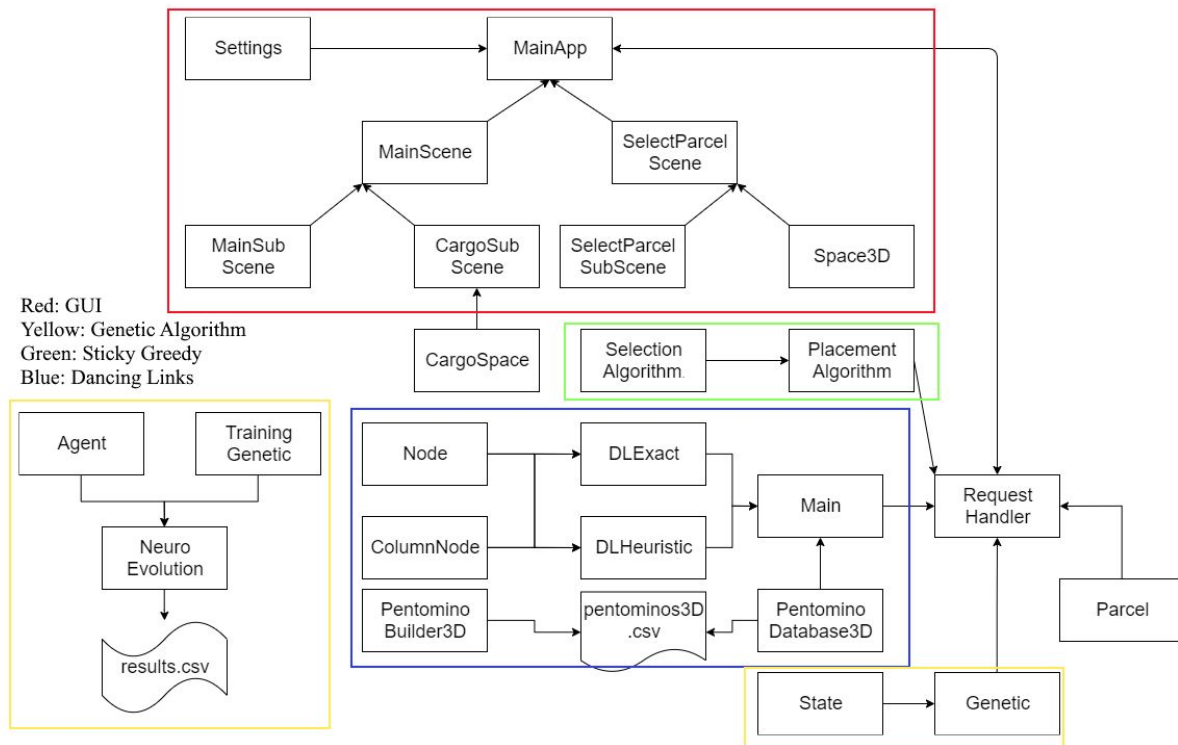 Settings
MainApp
MainScene
SelectParcel
Scene
MainSub
Scene
CargoSub
Scene
SelectParcel
SubScene
Space3D
Red: GUI
Yellow: Genetic Algorithm
Green: Sticky Greedy
Blue: Dancing Links
CargoSpace
Selection
Algorithm.
Placement
Algorithm
Agent
Training
Genetic
Node
DLExact
Main
Request
Handler
Neuro
Evolution
ColumnNode
DLHeuristic
Pentomino
Builder3D
pentominos3D
.csv
Pentomino
Database3D
Parcel
results.csv
State
Genetic